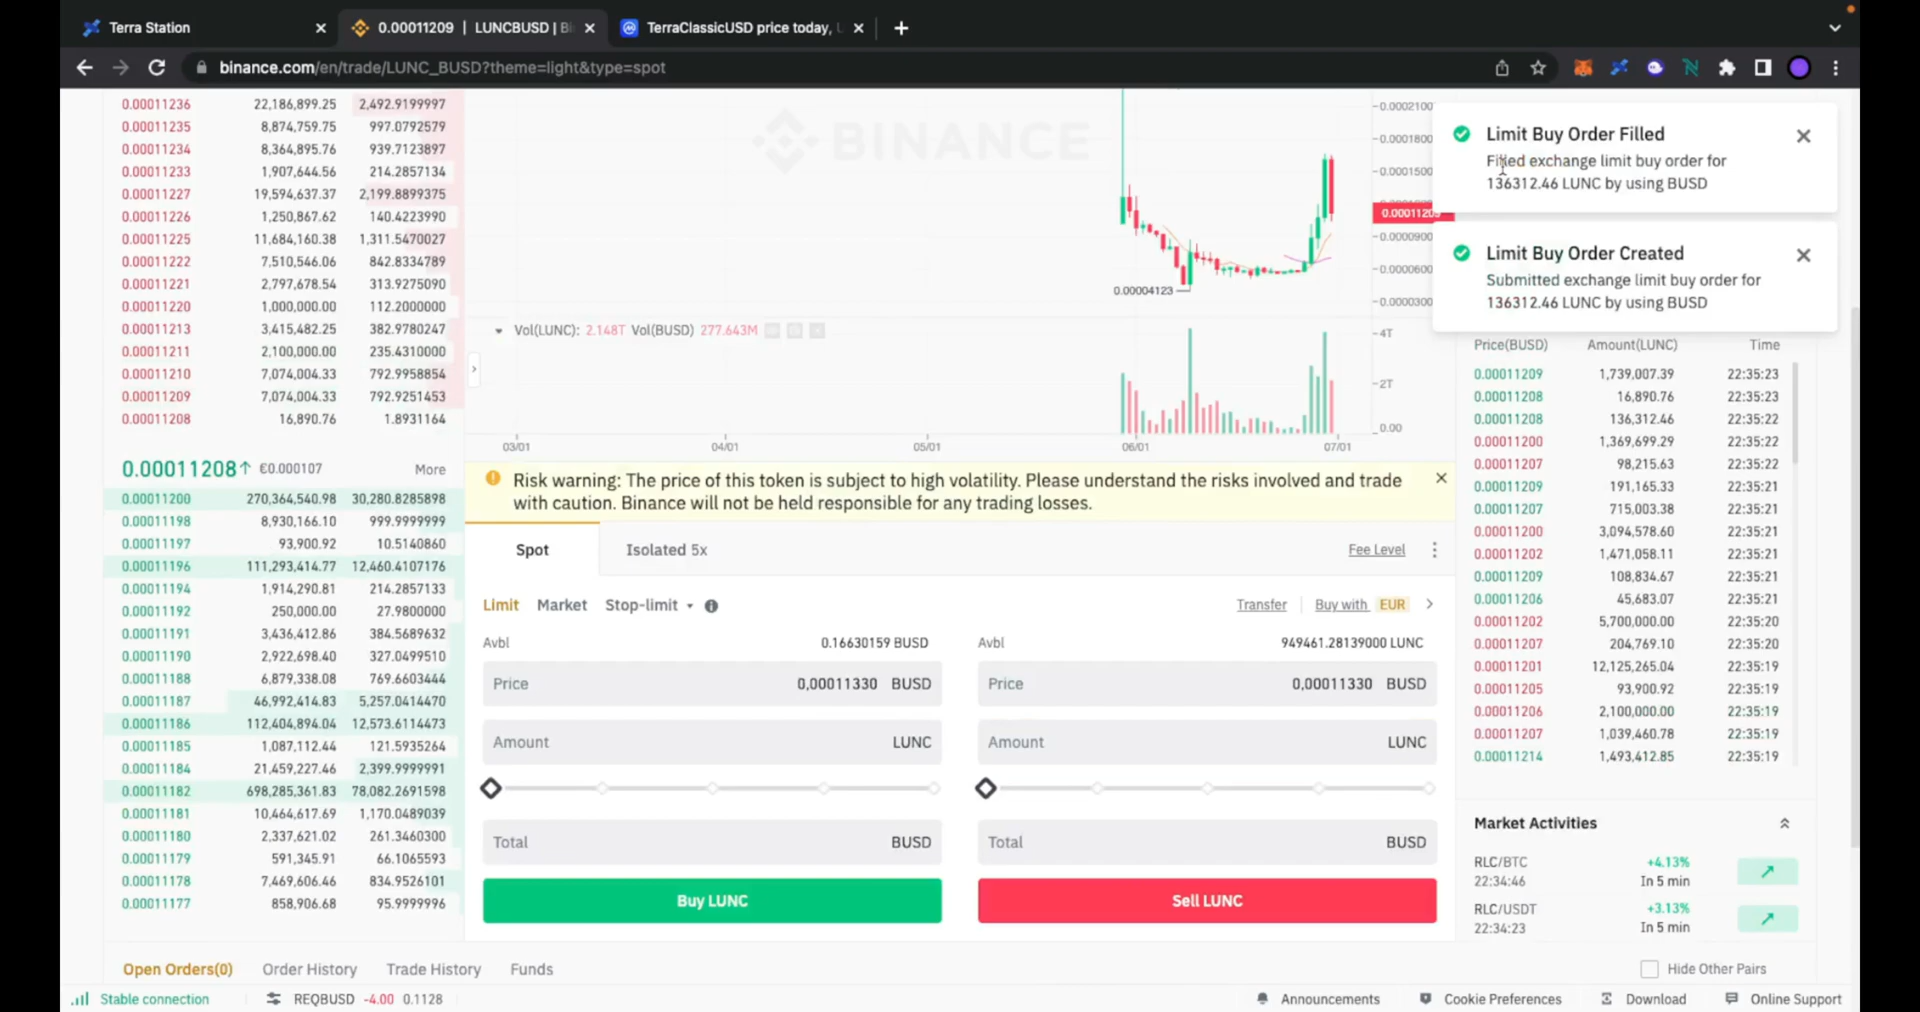 Terra Station
0.00011209 | LUNCBUSD | Bi
TerraClassicUSD price today, L
binance.com/en/trade/LUNC_BUSD?theme=light&type=spot
0.00011236 22,186,899.25 2,492.9199997
0.00011235 8,874,759.75 997.0792579
0.00011234 8,364,895.76 939.7123897
0.00011233 1,907,644.56 214.2857134
0.00011227 19,594,637.37 2,199.8899375
0.00011226 1,250,867.62 140.4223990
0.00011225 11,684,160.38 1,311.5470027
0.00011222 7,510,546.06 842.8334789
0.00011221 2,797,678.54 313.9275090
0.00011220 1,000,000.00 112.2000000
0.00011213 3,415,482.25 382.9780247
0.00011211 2,100,000.00 235.4310000
0.00011210 7,074,004.33 792.9958854
0.00011209 7,074,004.33 792.9251453
0.00011208 16,890.76 1.8931164
0.00011208↑ €0.000107 More
0.00011200 270,364,540.98 30,280.8285898
0.00011198 8,930,166.10 999.9999999
0.00011197 93,900.92 10.5140860
0.00011196 111,293,414.77 12,460.4107176
0.00011194 1,914,290.81 214.2857133
0.00011192 250,000.00 27.9800000
0.00011191 3,436,412.86 384.5689632
0.00011190 2,922,698.40 327.0499510
0.00011188 6,879,338.08 769.6603444
0.00011187 46,992,414.83 5,257.0414470
0.00011186 112,404,894.04 12,573.6114473
0.00011185 1,087,112.44 121.5935264
0.00011184 21,459,227.46 2,399.9999991
0.00011182 698,285,361.83 78,082.2691598
0.00011181 10,464,617.69 1,170.0489039
0.00011180 2,337,621.02 261.3460300
0.00011179 591,345.91 66.1065593
0.00011178 7,469,606.46 834.9526101
0.00011177 858,906.68 95.9999996
BINANCE
0.0002100
0.0001800
0.0001500
0.0001120
0.0000900
0.0000600
0.0000300
0.00004123
Vol(LUNC): 2.148T Vol(BUSD) 277.643M
4T
2T
0.00
03/01 04/01 05/01 06/01 07/01
Risk warning: The price of this token is subject to high volatility. Please understand the risks involved and trade
with caution. Binance will not be held responsible for any trading losses.
Spot Isolated 5x Fee Level
Limit Market Stop-limit Transfer Buy with EUR
Avbl 0.16630159 BUSD
Price 0,00011330 BUSD
Amount LUNC
Total BUSD
Buy LUNC
Avbl 949461.28139000 LUNC
Price 0,00011330 BUSD
Amount LUNC
Total BUSD
Sell LUNC
Limit Buy Order Filled
Filled exchange limit buy order for
136312.46 LUNC by using BUSD
Limit Buy Order Created
Submitted exchange limit buy order for
136312.46 LUNC by using BUSD
Price(BUSD) Amount(LUNC) Time
0.00011209 1,739,007.39 22:35:23
0.00011208 16,890.76 22:35:23
0.00011208 136,312.46 22:35:22
0.00011200 1,369,699.29 22:35:22
0.00011207 98,215.63 22:35:22
0.00011209 191,165.33 22:35:21
0.00011207 715,003.38 22:35:21
0.00011200 3,094,578.60 22:35:21
0.00011202 1,471,058.11 22:35:21
0.00011209 108,834.67 22:35:21
0.00011206 45,683.07 22:35:21
0.00011202 5,700,000.00 22:35:20
0.00011207 204,769.10 22:35:20
0.00011201 12,125,265.04 22:35:19
0.00011205 93,900.92 22:35:19
0.00011206 2,100,000.00 22:35:19
0.00011207 1,039,460.78 22:35:19
0.00011214 1,493,412.85 22:35:19
Market Activities
RLC/BTC +4.13%
22:34:46 In 5 min
RLC/USDT +3.13%
22:34:23 In 5 min
Open Orders(0) Order History Trade History Funds Hide Other Pairs
Stable connection REQBUSD -4.00 0.1128 Announcements Cookie Preferences Download Online Support